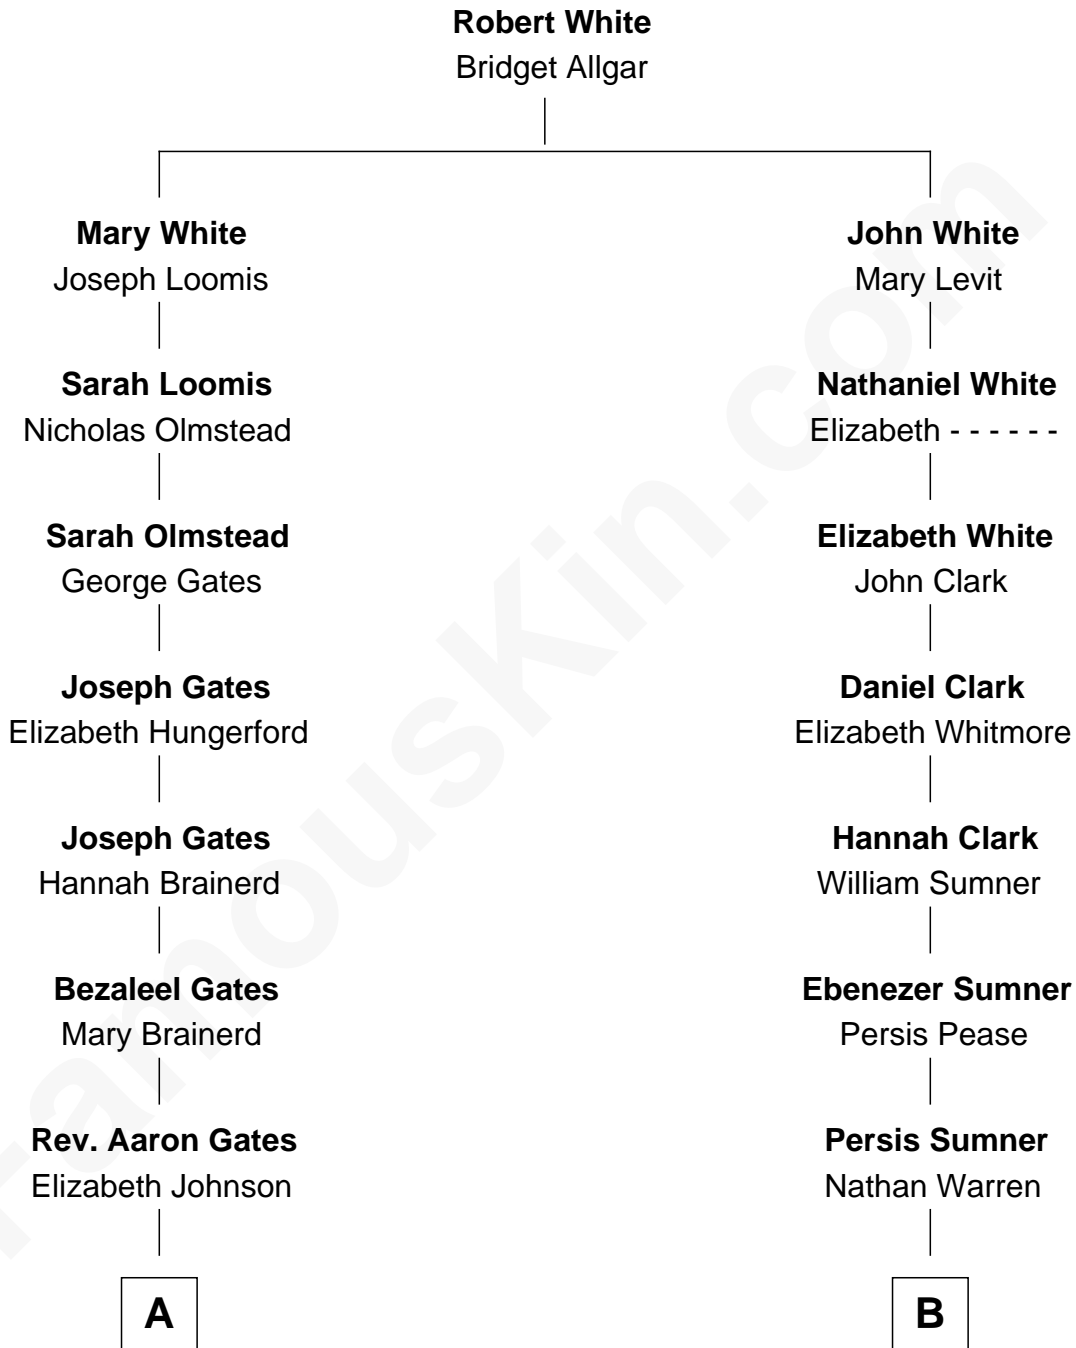 Robert White
Bridget Allgar
Mary White
Joseph Loomis
Sarah Loomis
Nicholas Olmstead
Sarah Olmstead
George Gates
Joseph Gates
Elizabeth Hungerford
Joseph Gates
Hannah Brainerd
Bezaleel Gates
Mary Brainerd
Rev. Aaron Gates
Elizabeth Johnson
A
John White
Mary Levit
Nathaniel White
Elizabeth - - - - - -
Elizabeth White
John Clark
Daniel Clark
Elizabeth Whitmore
Hannah Clark
William Sumner
Ebenezer Sumner
Persis Pease
Persis Sumner
Nathan Warren
B
FamousKin.com